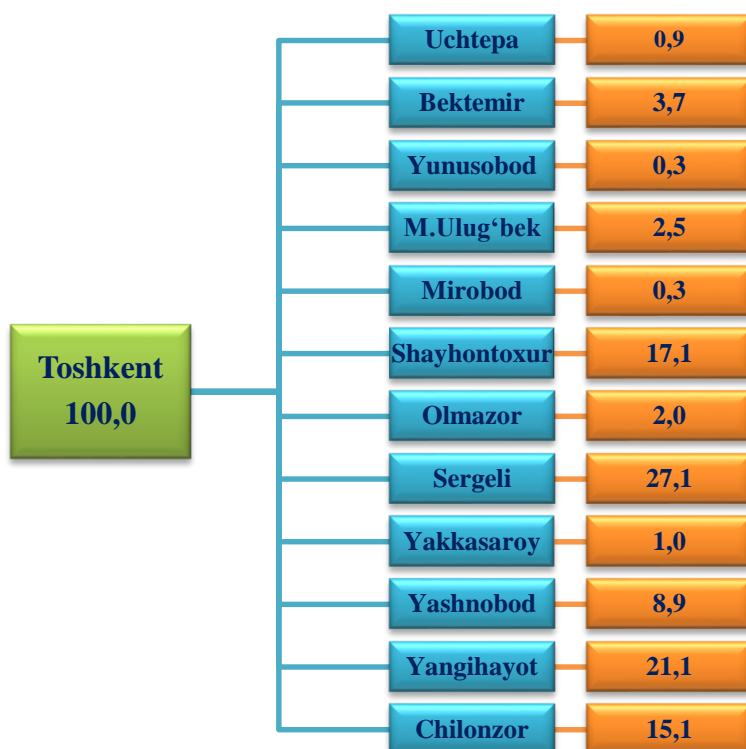 Toshkent
100,0
Uchtepa 0,9
Bektemir 3,7
Yunusobod 0,3
M.Ulug‘bek 2,5
Mirobod 0,3
Shayhontoxur 17,1
Olmazor 2,0
Sergeli 27,1
Yakkasaroy 1,0
Yashnobod 8,9
Yangihayot 21,1
Chilonzor 15,1